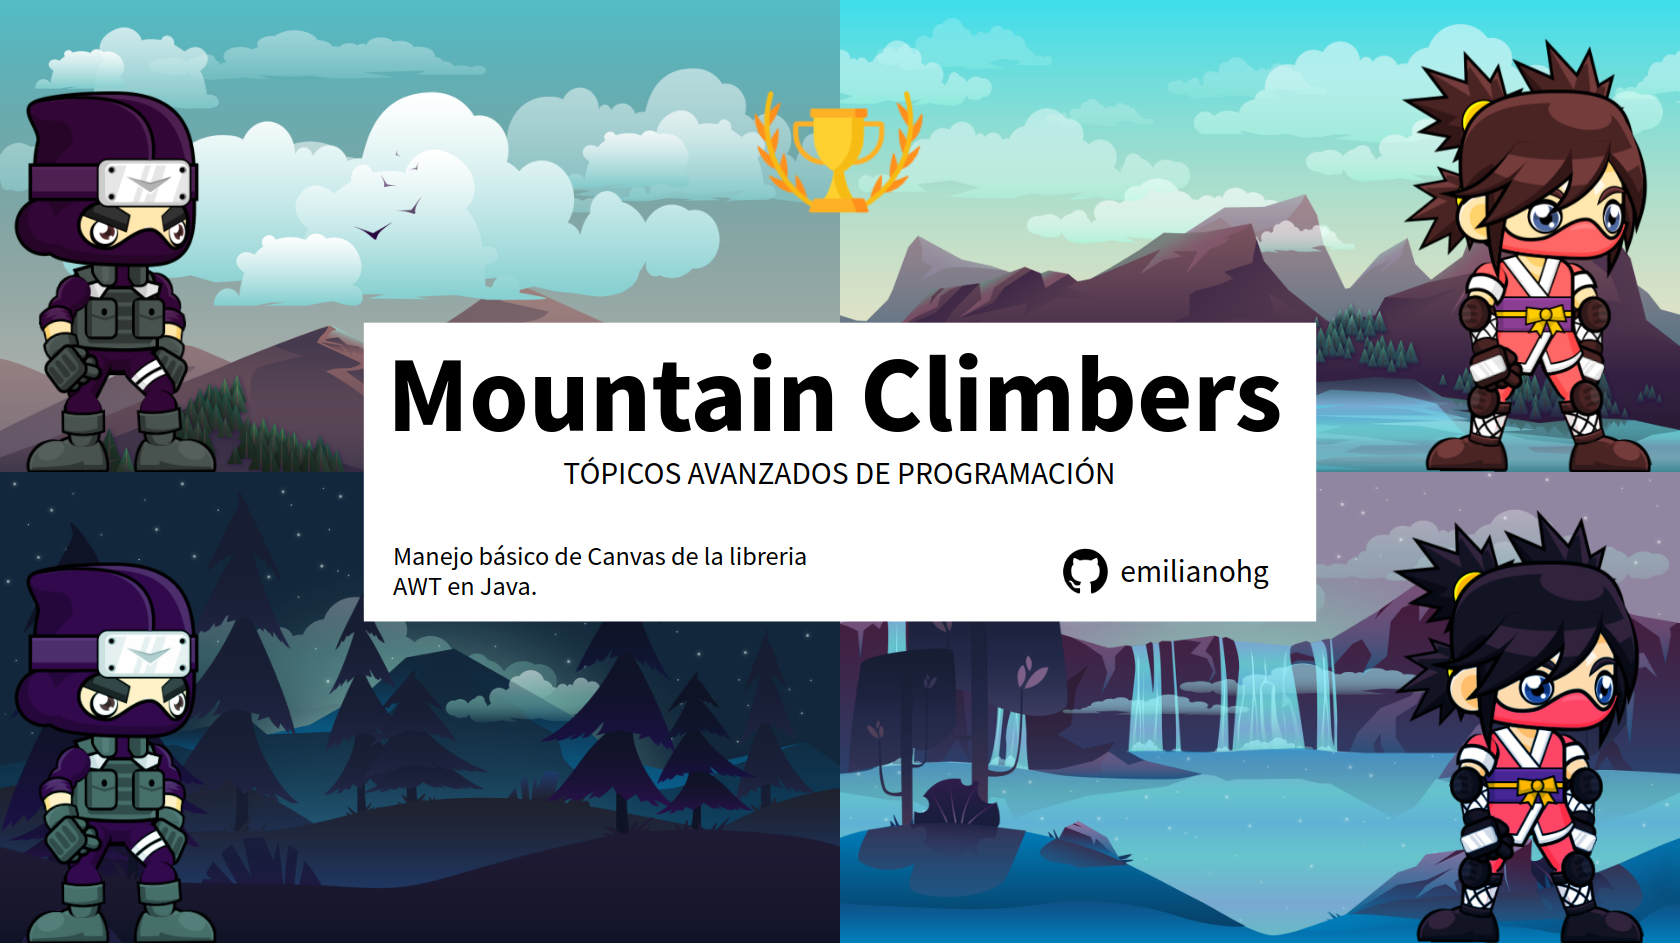 Mountain Climbers
TÓPICOS AVANZADOS DE PROGRAMACIÓN
Manejo básico de Canvas de la libreria
AWT en Java.
emilianohg